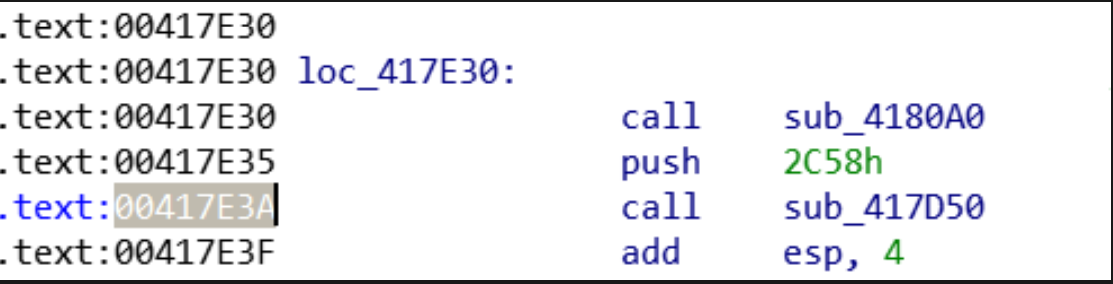 .text:00417E30
.text:00417E30 loc_417E30:
.text:00417E30 call sub_4180A0
.text:00417E35 push 2C58h
.text:00417E3A call sub_417D50
.text:00417E3F add esp, 4